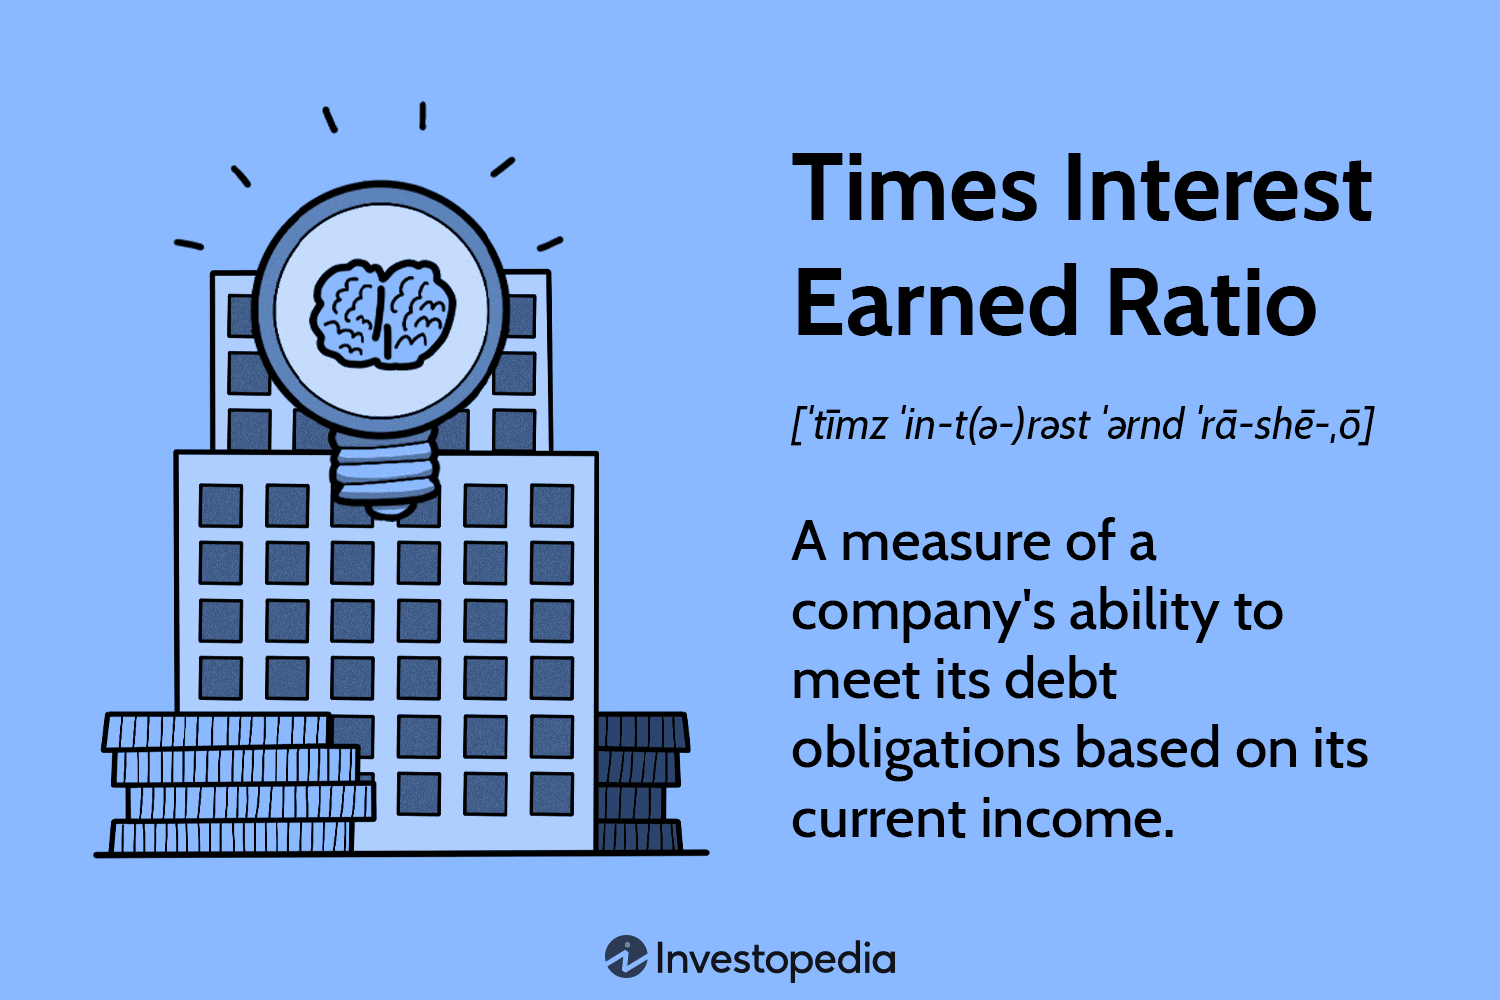 Times Interest
Earned Ratio
[ˈtīmz ˈin-t(ə-)rəst ˈərnd ˈrā-shē-ˌō]
A measure of a
company's ability to
meet its debt
obligations based on its
current income.
Investopedia